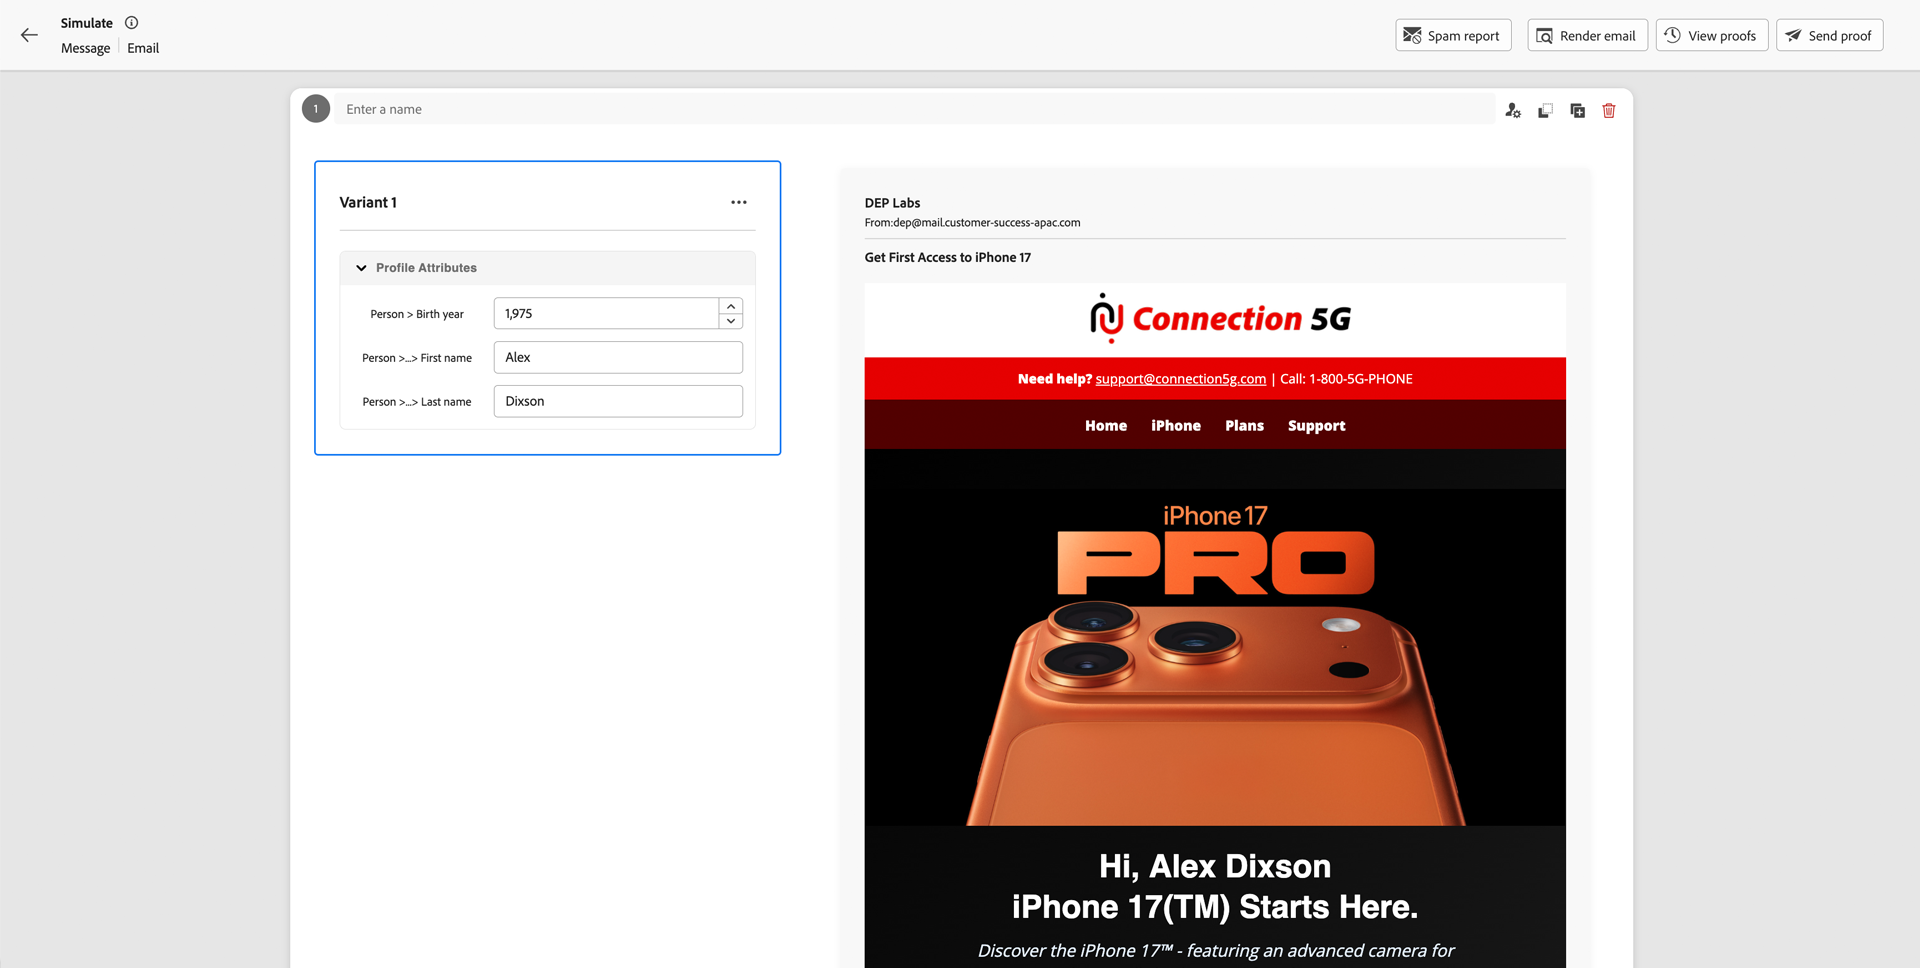 Simulate
Message Email
Spam report
Render email
View proofs
Send proof
1
Enter a name
Variant 1
Profile Attributes
Person > Birth year
1,975
Person >...> First name
Alex
Person >...> Last name
Dixson
DEP Labs
From:dep@mail.customer-success-apac.com
Get First Access to iPhone 17
Connection 5G
Need help? support@connection5g.com | Call: 1-800-5G-PHONE
Home iPhone Plans Support
iPhone 17
PRO
Hi, Alex Dixson
iPhone 17(TM) Starts Here.
Discover the iPhone 17™ - featuring an advanced camera for